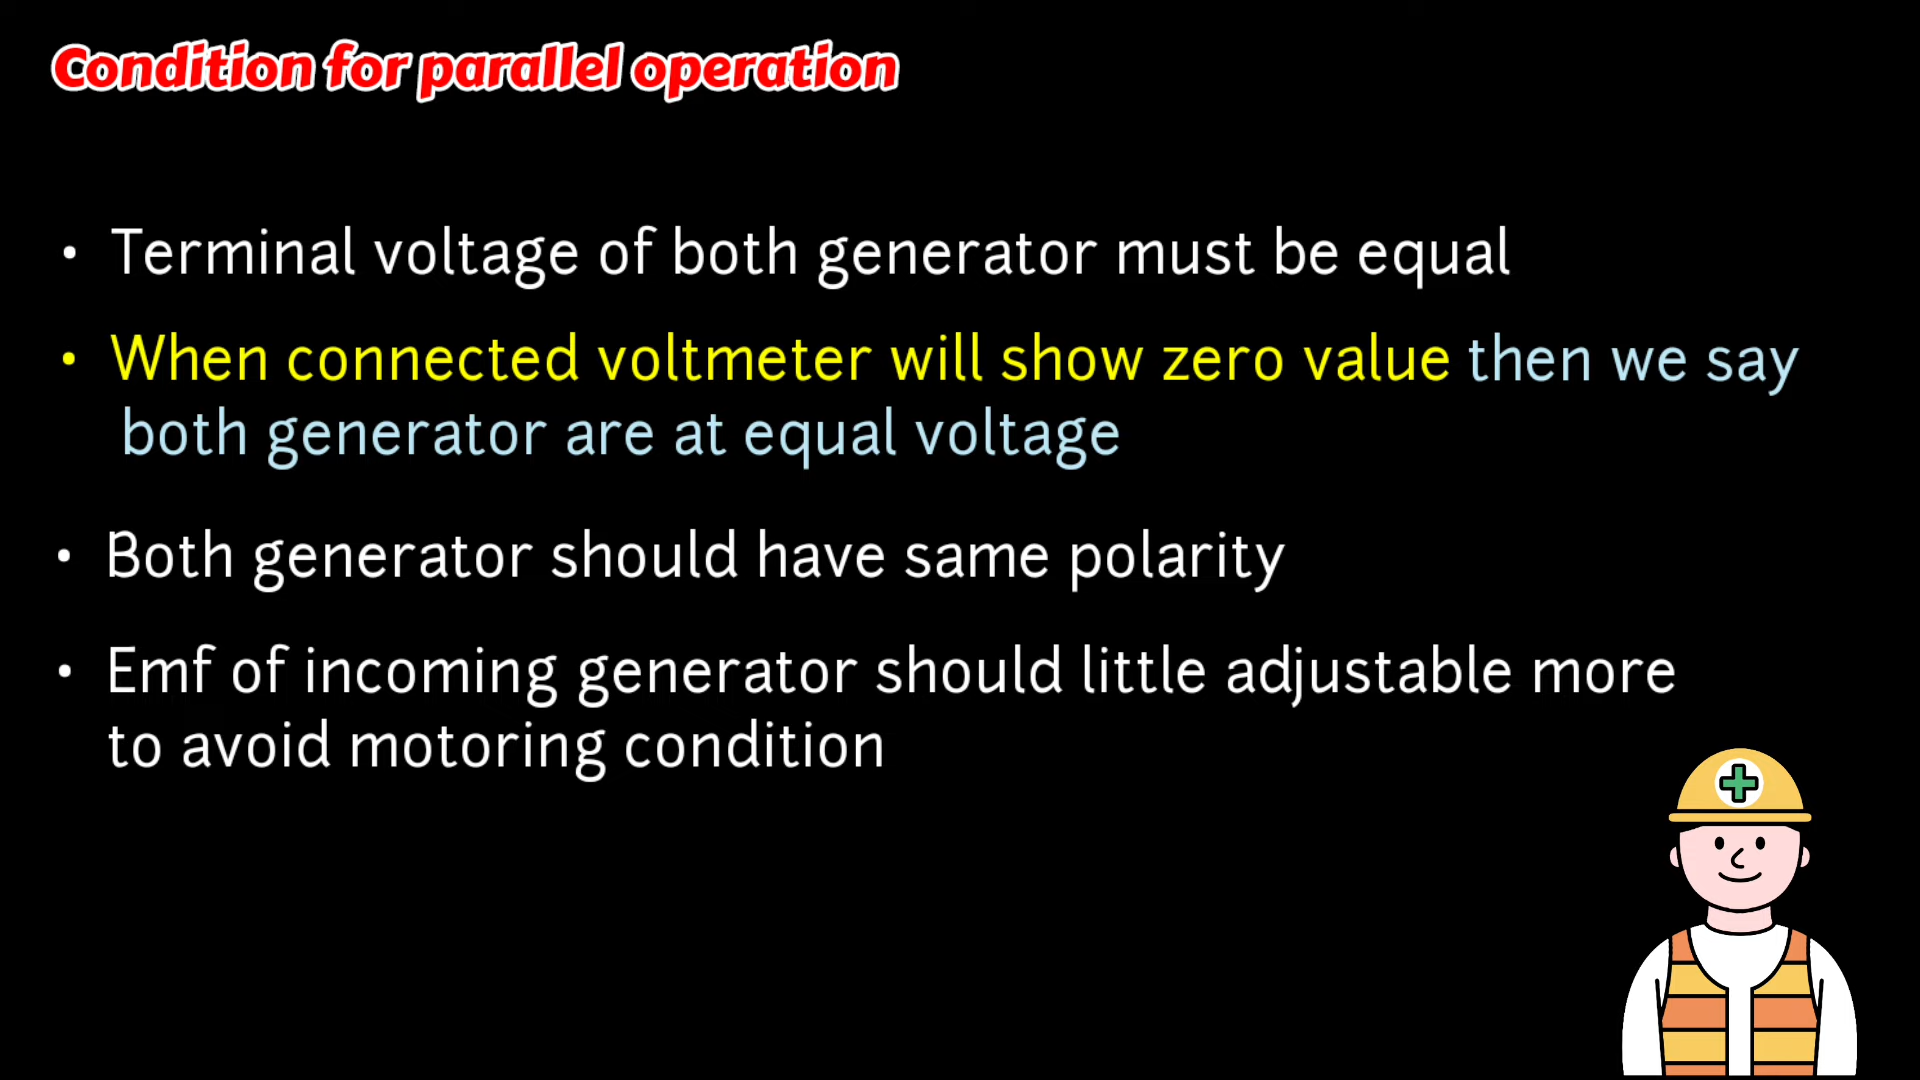 Condition for parallel operation
• Terminal voltage of both generator must be equal
• When connected voltmeter will show zero value then we say
both generator are at equal voltage
• Both generator should have same polarity
• Emf of incoming generator should little adjustable more
to avoid motoring condition